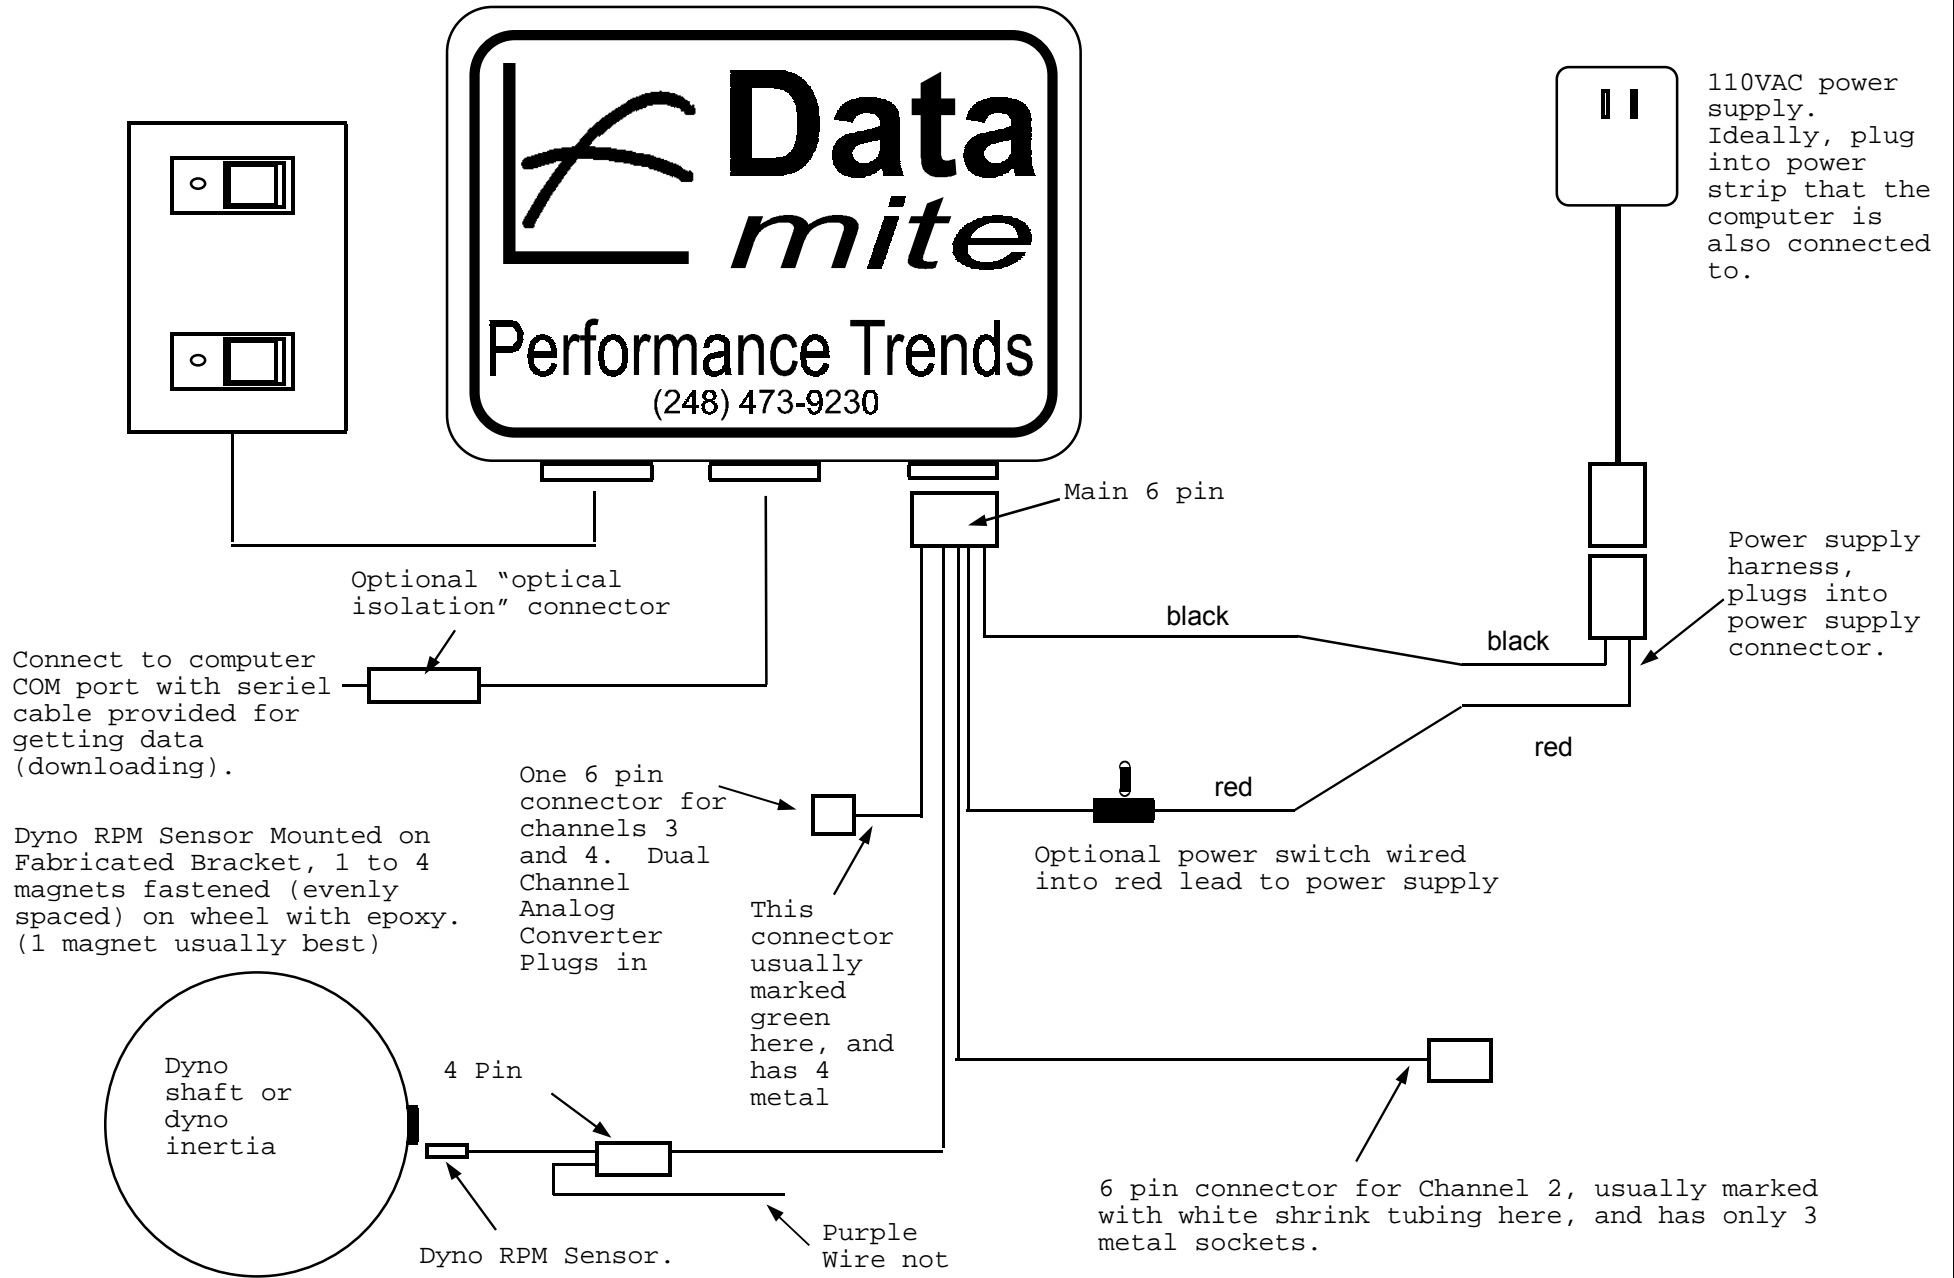 Data
mite
Performance Trends
(248) 473-9230
110VAC power
supply.
Ideally, plug
into power
strip that the
computer is
also connected
to.
Main 6 pin
Power supply
harness,
plugs into
power supply
connector.
Optional “optical
isolation” connector
black
black
Connect to computer
COM port with seriel
cable provided for
getting data
(downloading).
red
red
One 6 pin
connector for
channels 3
and 4.  Dual
Channel
Analog
Converter
Plugs in
Dyno RPM Sensor Mounted on
Fabricated Bracket, 1 to 4
magnets fastened (evenly
spaced) on wheel with epoxy.
(1 magnet usually best)
Optional power switch wired
into red lead to power supply
This
connector
usually
marked
green
here, and
has 4
metal
Dyno
shaft or
dyno
inertia
4 Pin
6 pin connector for Channel 2, usually marked
with white shrink tubing here, and has only 3
metal sockets.
Dyno RPM Sensor.
Purple
Wire not